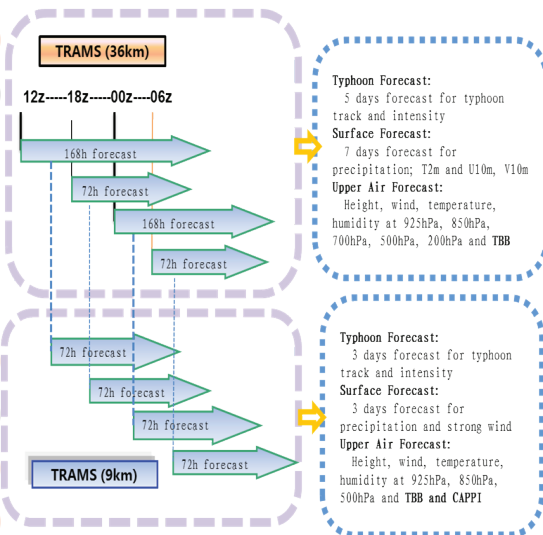 TRAMS (36km)
12z-----18z-----00z----06z
168h forecast
72h forecast
168h forecast
72h forecast
Typhoon Forecast:
5 days forecast for typhoon
track and intensity
Surface Forecast:
7 days forecast for
precipitation; T2m and U10m, V10m
Upper Air Forecast:
Height, wind, temperature,
humidity at 925hPa, 850hPa,
700hPa, 500hPa, 200hPa and TBB
72h forecast
72h forecast
72h forecast
72h forecast
TRAMS (9km)
Typhoon Forecast:
3 days forecast for typhoon
track and intensity
Surface Forecast:
3 days forecast for
precipitation and strong wind
Upper Air Forecast:
Height, wind, temperature,
humidity at 925hPa, 850hPa,
500hPa and TBB and CAPPI